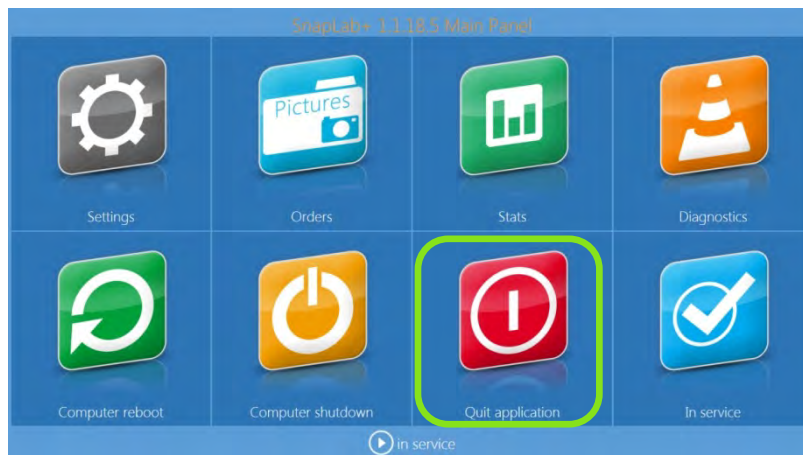 SnapLab+ 1.1.18.5 Main Panel
Pictures
Settings
Orders
Stats
Diagnostics
Computer reboot
Computer shutdown
Quit application
In service
in service